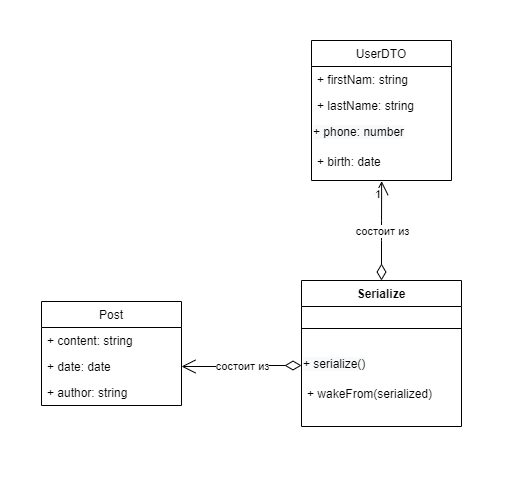 UserDTO
+ firstNam: string
+ lastName: string
+ phone: number
+ birth: date
1
состоит из
Serialize
+ serialize()
+ wakeFrom(serialized)
состоит из
Post
+ content: string
+ date: date
+ author: string